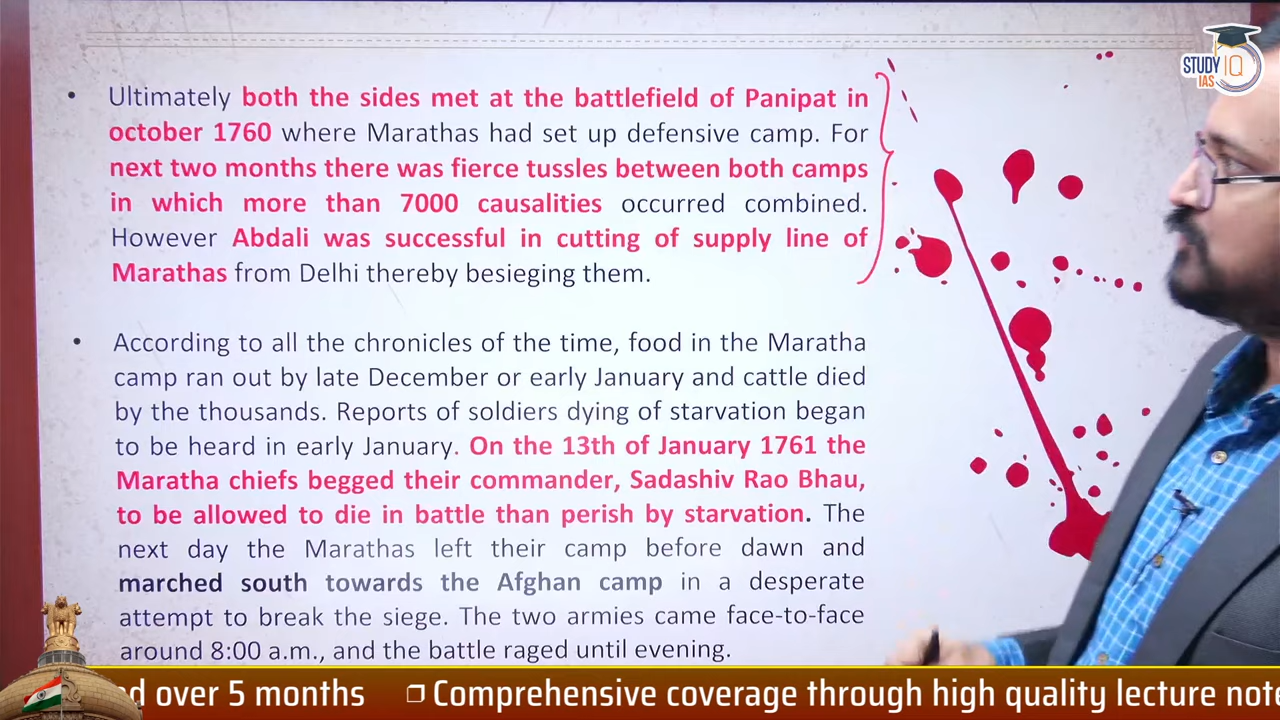 STUDY IQ
IAS
• Ultimately both the sides met at the battlefield of Panipat in
october 1760 where Marathas had set up defensive camp. For
next two months there was fierce tussles between both camps
in which more than 7000 causalities occurred combined.
However Abdali was successful in cutting of supply line of
Marathas from Delhi thereby besieging them.
• According to all the chronicles of the time, food in the Maratha
camp ran out by late December or early January and cattle died
by the thousands. Reports of soldiers dying of starvation began
to be heard in early January. On the 13th of January 1761 the
Maratha chiefs begged their commander, Sadashiv Rao Bhau,
to be allowed to die in battle than perish by starvation. The
next day the Marathas left their camp before dawn and
marched south towards the Afghan camp in a desperate
attempt to break the siege. The two armies came face-to-face
around 8:00 a.m., and the battle raged until evening.
over 5 months ❒ Comprehensive coverage through high quality lecture